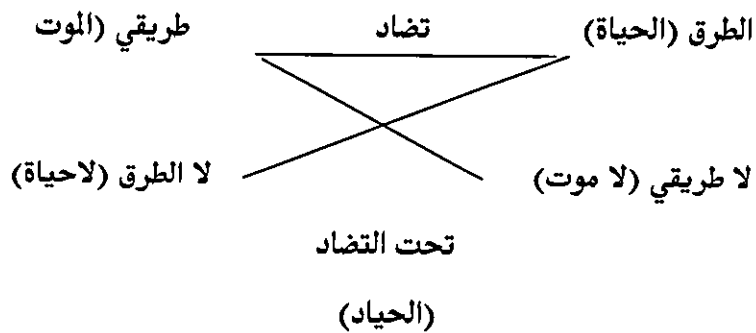 الطرق (الحياة) تضاد طريقي (الموت
لا طريقي (لا موت) لا الطرق (لاحياة)
تحت التضاد
(الحياد)